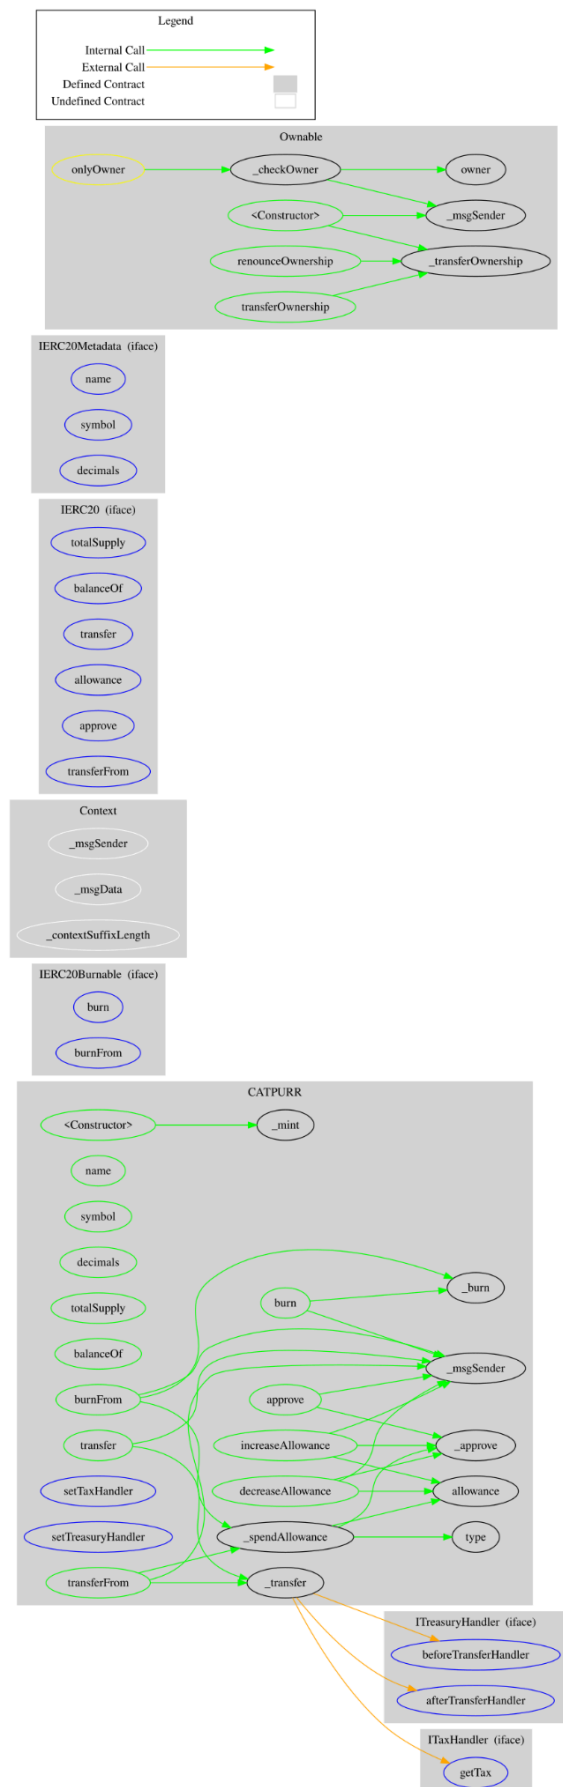 Legend
Internal Call
External Call
Defined Contract
Undefined Contract
Ownable
onlyOwner
_checkOwner
owner
<Constructor>
_msgSender
renounceOwnership
_transferOwnership
transferOwnership
IERC20Metadata (iface)
name
symbol
decimals
IERC20 (iface)
totalSupply
balanceOf
transfer
allowance
approve
transferFrom
Context
_msgSender
_msgData
_contextSuffixLength
IERC20Burnable (iface)
burn
burnFrom
CATPURR
<Constructor>
_mint
name
symbol
decimals
_burn
burn
totalSupply
balanceOf
_msgSender
burnFrom
approve
transfer
increaseAllowance
_approve
setTaxHandler
decreaseAllowance
allowance
setTreasuryHandler
_spendAllowance
type
transferFrom
_transfer
ITreasuryHandler (iface)
beforeTransferHandler
afterTransferHandler
ITaxHandler (iface)
getTax